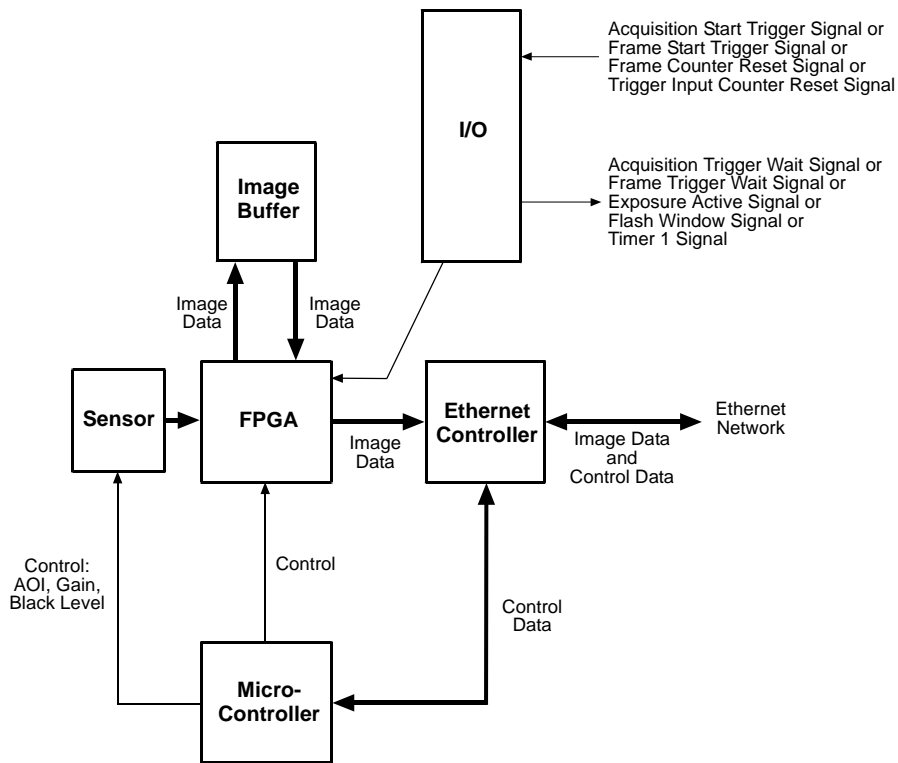 Acquisition Start Trigger Signal or
Frame Start Trigger Signal or
Frame Counter Reset Signal or
Trigger Input Counter Reset Signal
I/O
Acquisition Trigger Wait Signal or
Frame Trigger Wait Signal or
Exposure Active Signal or
Flash Window Signal or
Timer 1 Signal
Image
Buffer
Image
Data
Image
Data
Sensor
FPGA
Image
Data
Ethernet
Controller
Image Data
and
Control Data
Ethernet
Network
Control:
AOI, Gain,
Black Level
Control
Control
Data
Micro-
Controller